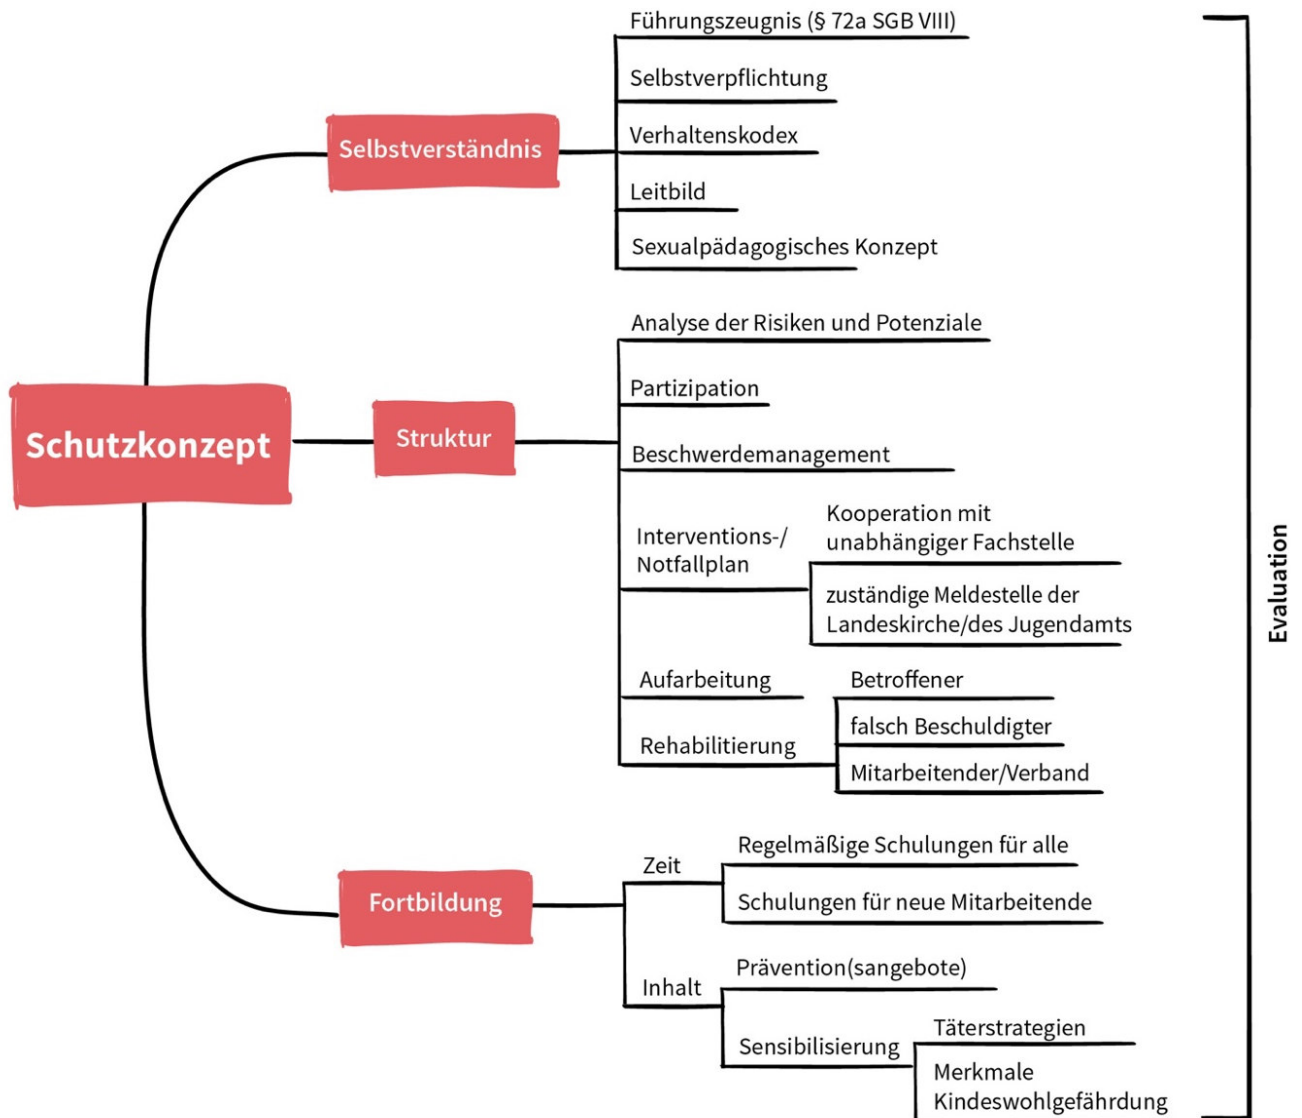 Führungszeugnis (§ 72a SGB VIII)
Selbstverpflichtung
Selbstverständnis
Verhaltenskodex
Leitbild
Sexualpädagogisches Konzept
Schutzkonzept
Struktur
Analyse der Risiken und Potenziale
Partizipation
Beschwerdemanagement
Interventions-/
Notfallplan
Kooperation mit
unabhängiger Fachstelle
zuständige Meldestelle der
Landeskirche/des Jugendamts
Aufarbeitung
Rehabilitierung
Betroffener
falsch Beschuldigter
Mitarbeitender/Verband
Fortbildung
Zeit
Regelmäßige Schulungen für alle
Schulungen für neue Mitarbeitende
Inhalt
Prävention(sangebote)
Sensibilisierung
Täterstrategien
Merkmale
Kindeswohlgefährdung
Evaluation